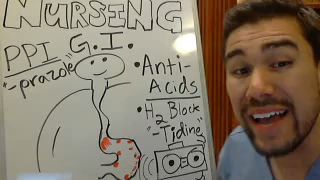 NURSING
G.I.
PPI
"-prazole"
• Anti-
Acids
• H₂ Block
"-Tidine"